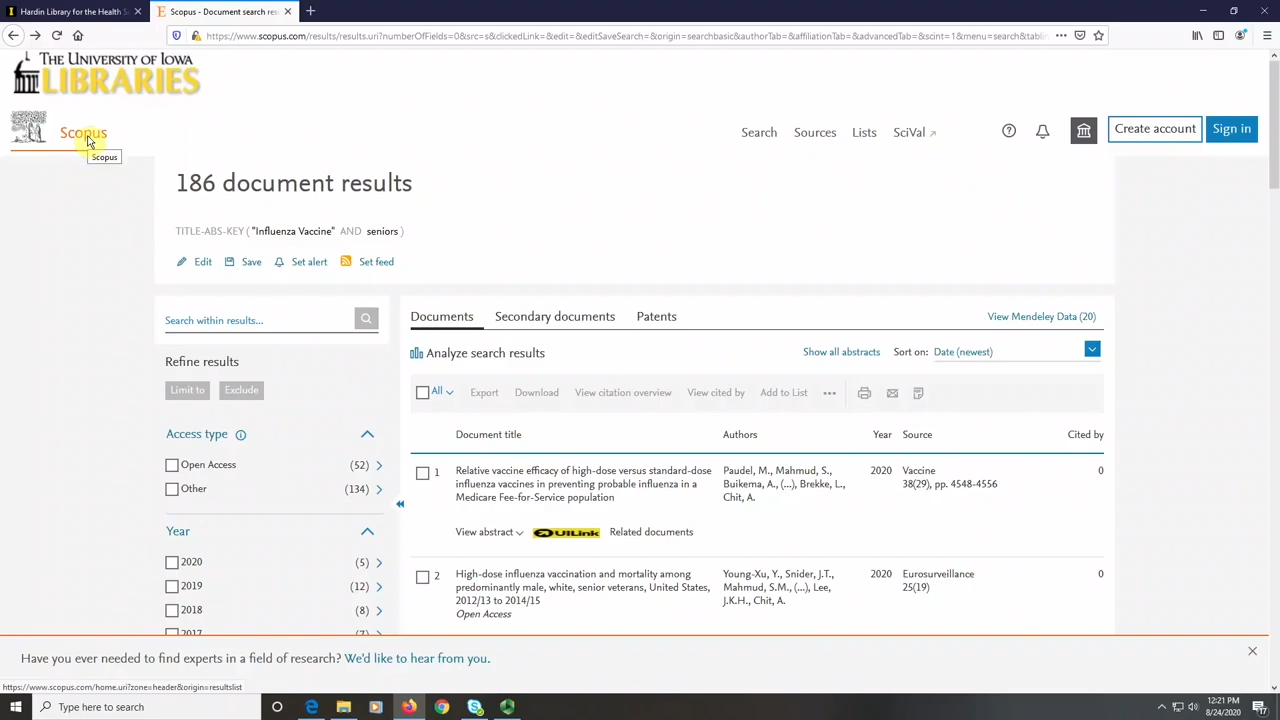 Hardin Library for the Health S
Scopus - Document search res
https://www.scopus.com/results/results.uri?numberOfFields=0&src=s&clickedLink=&edit=&editSaveSearch=&origin=searchbasic&authorTab=&affiliationTab=&advancedTab=&scint=1&menu=search&tablin
THE UNIVERSITY OF IOWA
LIBRARIES
Scopus
Search
Sources
Lists
SciVal
Create account
Sign in
Scopus
186 document results
TITLE-ABS-KEY ( "Influenza Vaccine" AND seniors )
Edit
Save
Set alert
Set feed
Search within results...
Documents
Secondary documents
Patents
View Mendeley Data (20)
Refine results
Analyze search results
Show all abstracts
Sort on:
Date (newest)
Limit to
Exclude
All
Export
Download
View citation overview
View cited by
Add to List
Access type
Document title
Authors
Year
Source
Cited by
Open Access
(52)
Other
(134)
1
Relative vaccine efficacy of high-dose versus standard-dose
influenza vaccines in preventing probable influenza in a
Medicare Fee-for-Service population
Paudel, M., Mahmud, S.,
Buikema, A., (...), Brekke, L.,
Chit, A.
2020
Vaccine
38(29), pp. 4548-4556
0
View abstract
UILink
Related documents
Year
2020
(5)
2019
(12)
2018
(8)
2017
(7)
2
High-dose influenza vaccination and mortality among
predominantly male, white, senior veterans, United States,
2012/13 to 2014/15
Open Access
Young-Xu, Y., Snider, J.T.,
Mahmud, S.M., (...), Lee,
J.K.H., Chit, A.
2020
Eurosurveillance
25(19)
0
Have you ever needed to find experts in a field of research? We'd like to hear from you.
https://www.scopus.com/home.uri?zone=header&origin=resultslist
Type here to search
12:21 PM
8/24/2020
17